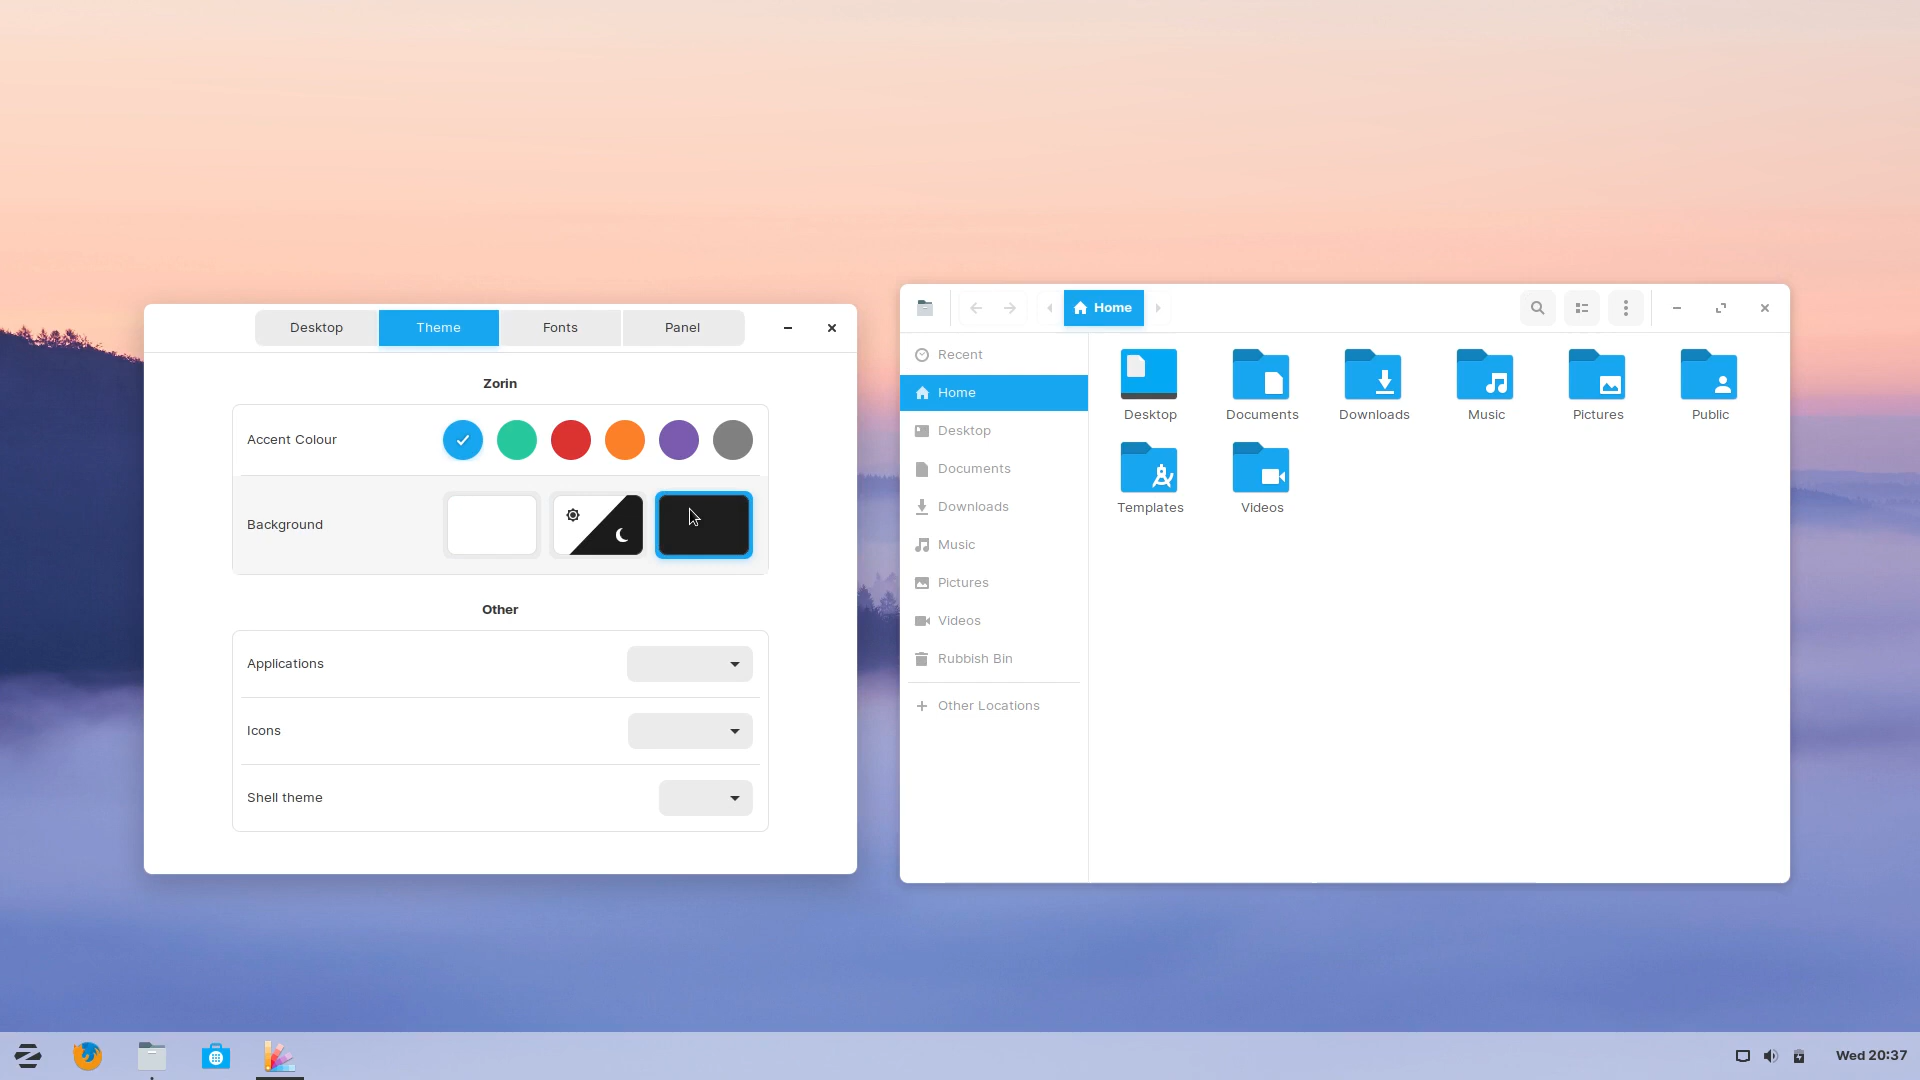 Desktop
Theme
Fonts
Panel
Zorin
Accent Colour
Background
Other
Applications
Icons
Shell theme
Home
Recent
Home
Desktop
Documents
Downloads
Music
Pictures
Videos
Rubbish Bin
Other Locations
Desktop
Documents
Downloads
Music
Pictures
Public
Templates
Videos
Wed 20:37